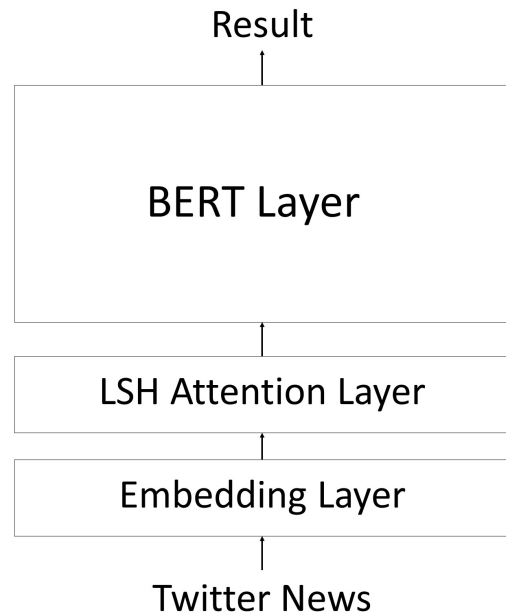 Result
BERT Layer
LSH Attention Layer
Embedding Layer
Twitter News